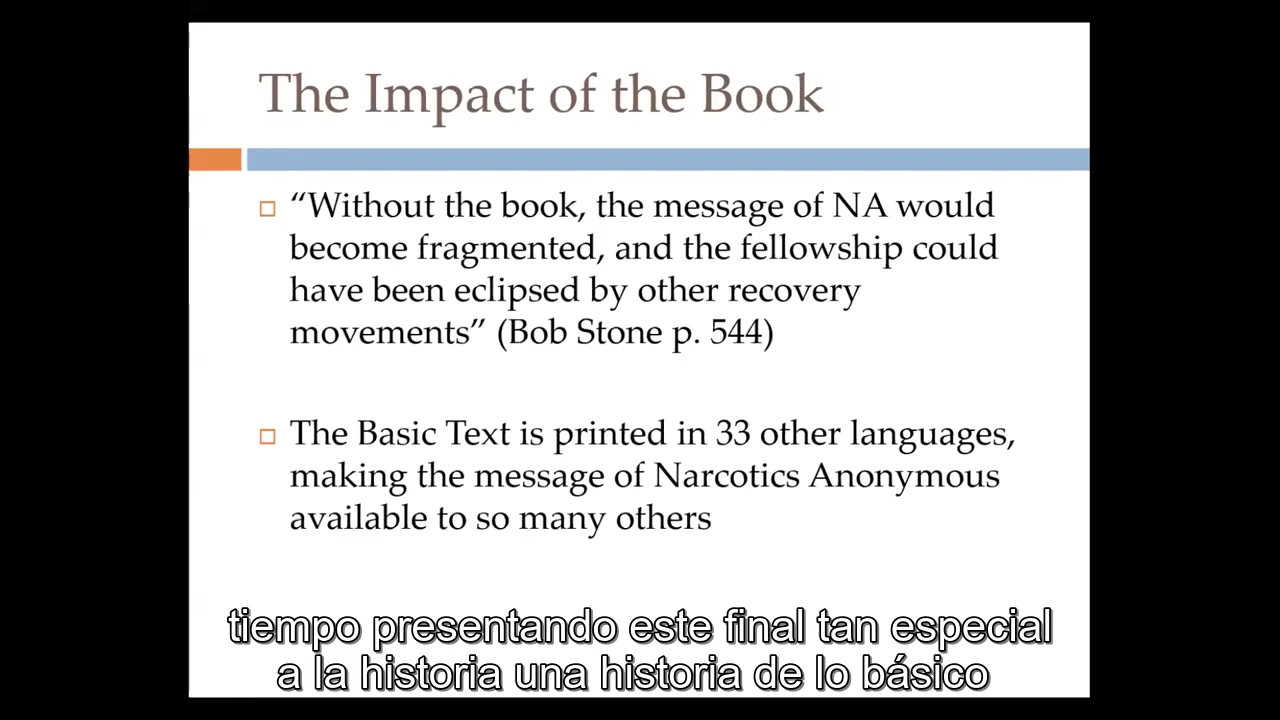 The Impact of the Book
“Without the book, the message of NA would
become fragmented, and the fellowship could
have been eclipsed by other recovery
movements” (Bob Stone p. 544)
The Basic Text is printed in 33 other languages,
making the message of Narcotics Anonymous
available to so many others
tiempo presentando este final tan especial
a la historia una historia de lo básico